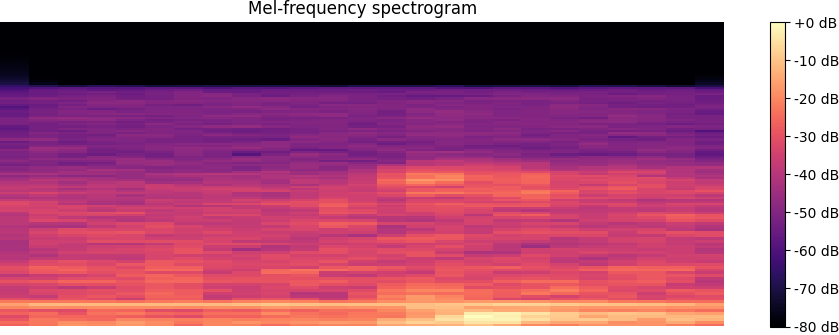 Mel-frequency spectrogram
+0 dB
-10 dB
-20 dB
-30 dB
-40 dB
-50 dB
-60 dB
-70 dB
-80 dB